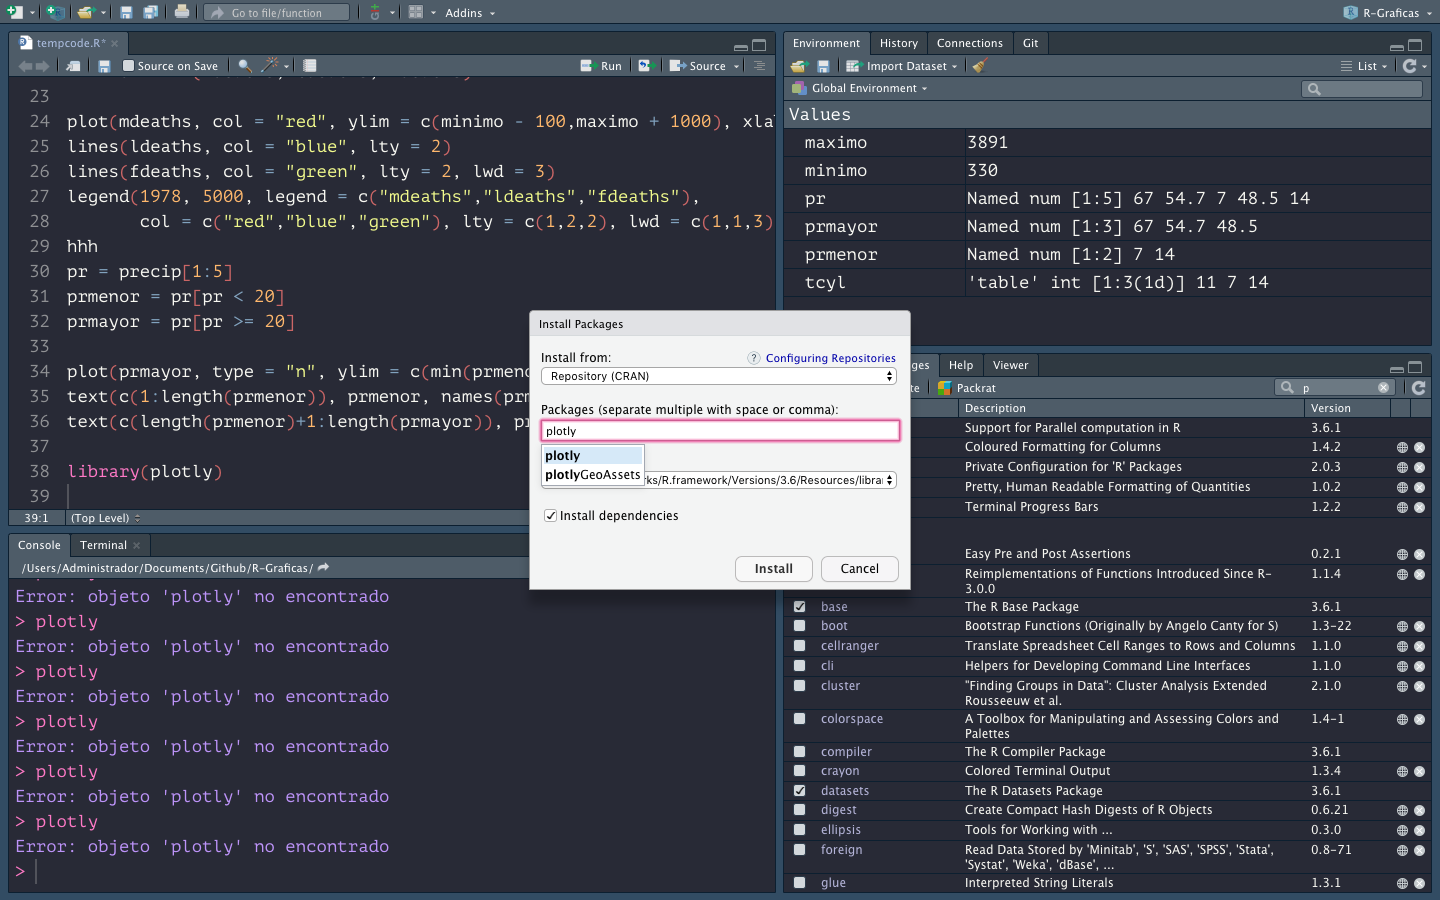 Go to file/function
Addins
R-Graficas
tempcode.R*
Source on Save
Run
Source
23
24 plot(mdeaths, col = "red", ylim = c(minimo - 100,maximo + 1000), xla
25 lines(ldeaths, col = "blue", lty = 2)
26 lines(fdeaths, col = "green", lty = 2, lwd = 3)
27 legend(1978, 5000, legend = c("mdeaths","ldeaths","fdeaths"),
28 col = c("red","blue","green"), lty = c(1,2,2), lwd = c(1,1,3)
29 hhh
30 pr = precip[1:5]
31 prmenor = pr[pr < 20]
32 prmayor = pr[pr >= 20]
33
34 plot(prmayor, type = "n", ylim = c(min(prmeno
35 text(c(1:length(prmenor)), prmenor, names(prm
36 text(c(length(prmenor)+1:length(prmayor)), pr
37
38 library(plotly)
39
39:1 (Top Level)
Console Terminal
/Users/Administrador/Documents/Github/R-Graficas/
Error: objeto 'plotly' no encontrado
> plotly
Error: objeto 'plotly' no encontrado
> plotly
Error: objeto 'plotly' no encontrado
> plotly
Error: objeto 'plotly' no encontrado
> plotly
Error: objeto 'plotly' no encontrado
> plotly
Error: objeto 'plotly' no encontrado
>
Environment History Connections Git
Import Dataset
List
Global Environment
Values
maximo 3891
minimo 330
pr Named num [1:5] 67 54.7 7 48.5 14
prmayor Named num [1:3] 67 54.7 48.5
prmenor Named num [1:2] 7 14
tcyl 'table' int [1:3(1d)] 11 7 14
Install Packages
Install from:
? Configuring Repositories
Repository (CRAN)
Packages (separate multiple with space or comma):
plotly
plotly
plotlyGeoAssets
rks/R.framework/Versions/3.6/Resources/librar
Install dependencies
Install Cancel
ges Help Viewer
te Packrat
p
Description Version
Support for Parallel computation in R 3.6.1
Coloured Formatting for Columns 1.4.2
Private Configuration for 'R' Packages 2.0.3
Pretty, Human Readable Formatting of Quantities 1.0.2
Terminal Progress Bars 1.2.2
Easy Pre and Post Assertions 0.2.1
Reimplementations of Functions Introduced Since R- 1.1.4
3.0.0
base The R Base Package 3.6.1
boot Bootstrap Functions (Originally by Angelo Canty for S) 1.3-22
cellranger Translate Spreadsheet Cell Ranges to Rows and Columns 1.1.0
cli Helpers for Developing Command Line Interfaces 1.1.0
cluster "Finding Groups in Data": Cluster Analysis Extended 2.1.0
Rousseeuw et al.
colorspace A Toolbox for Manipulating and Assessing Colors and 1.4-1
Palettes
compiler The R Compiler Package 3.6.1
crayon Colored Terminal Output 1.3.4
datasets The R Datasets Package 3.6.1
digest Create Compact Hash Digests of R Objects 0.6.21
ellipsis Tools for Working with ... 0.3.0
foreign Read Data Stored by 'Minitab', 'S', 'SAS', 'SPSS', 'Stata', 0.8-71
'Systat', 'Weka', 'dBase', ...
glue Interpreted String Literals 1.3.1